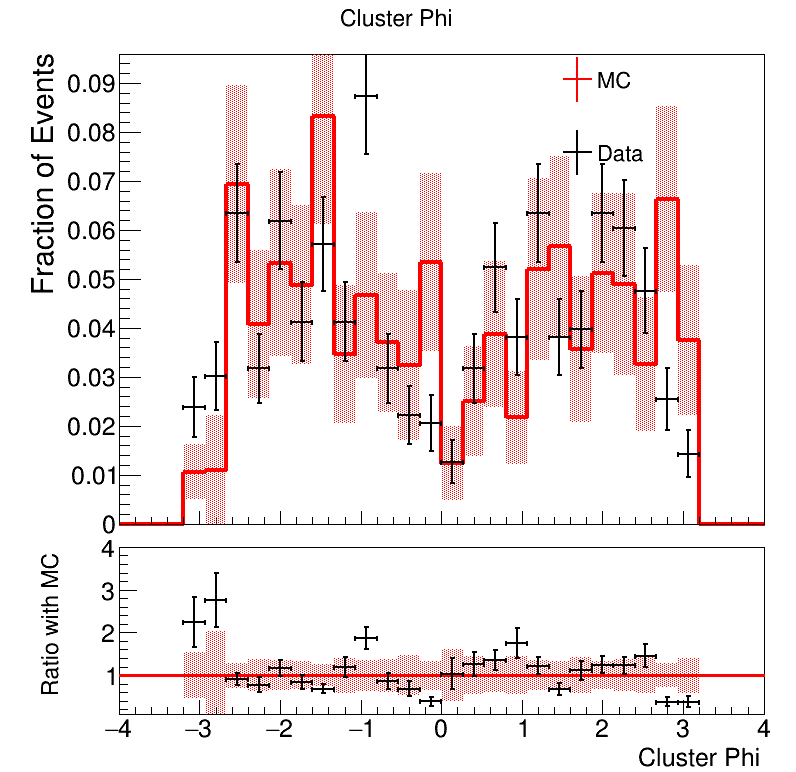 Cluster Phi
Fraction of Events
0.09
0.08
0.07
0.06
0.05
0.04
0.03
0.02
0.01
0
MC
Data
Ratio with MC
4
3
2
1
−4 −3 −2 −1 0 1 2 3 4
Cluster Phi